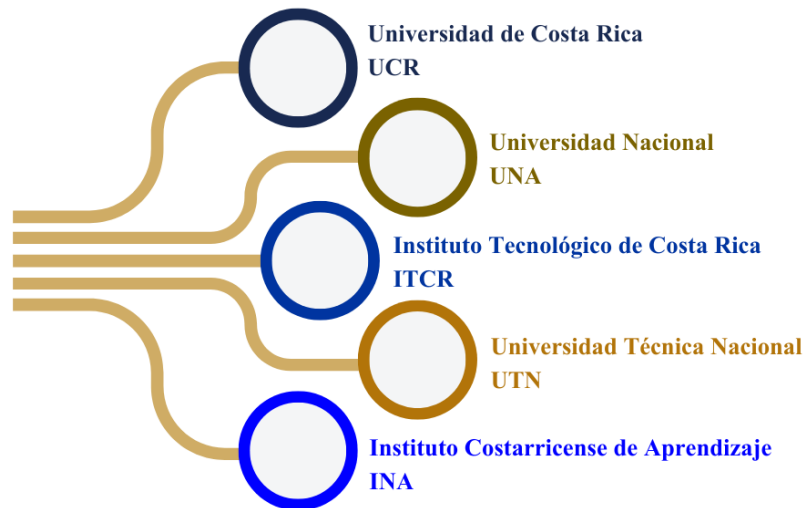 Universidad de Costa Rica
UCR
Universidad Nacional
UNA
Instituto Tecnológico de Costa Rica
ITCR
Universidad Técnica Nacional
UTN
Instituto Costarricense de Aprendizaje
INA